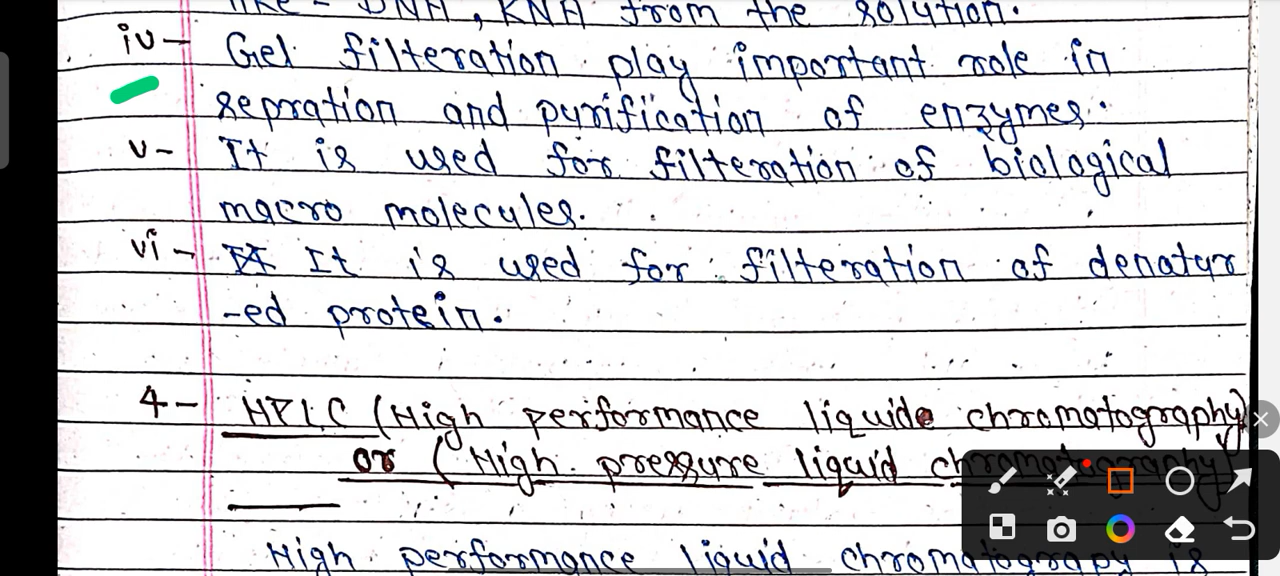 like - DNA, RNA from the solution.
iv - Gel filteration play important role in
sepration and purification of enzymes.
v - It is used for filteration of biological
macro molecules.
vi - It is used for filteration of denatur
-ed protein.
4 - HPLC (High performance liquide chromatography)
or (High pressure liquid chromatography)
High performance liquid chromatograpy is